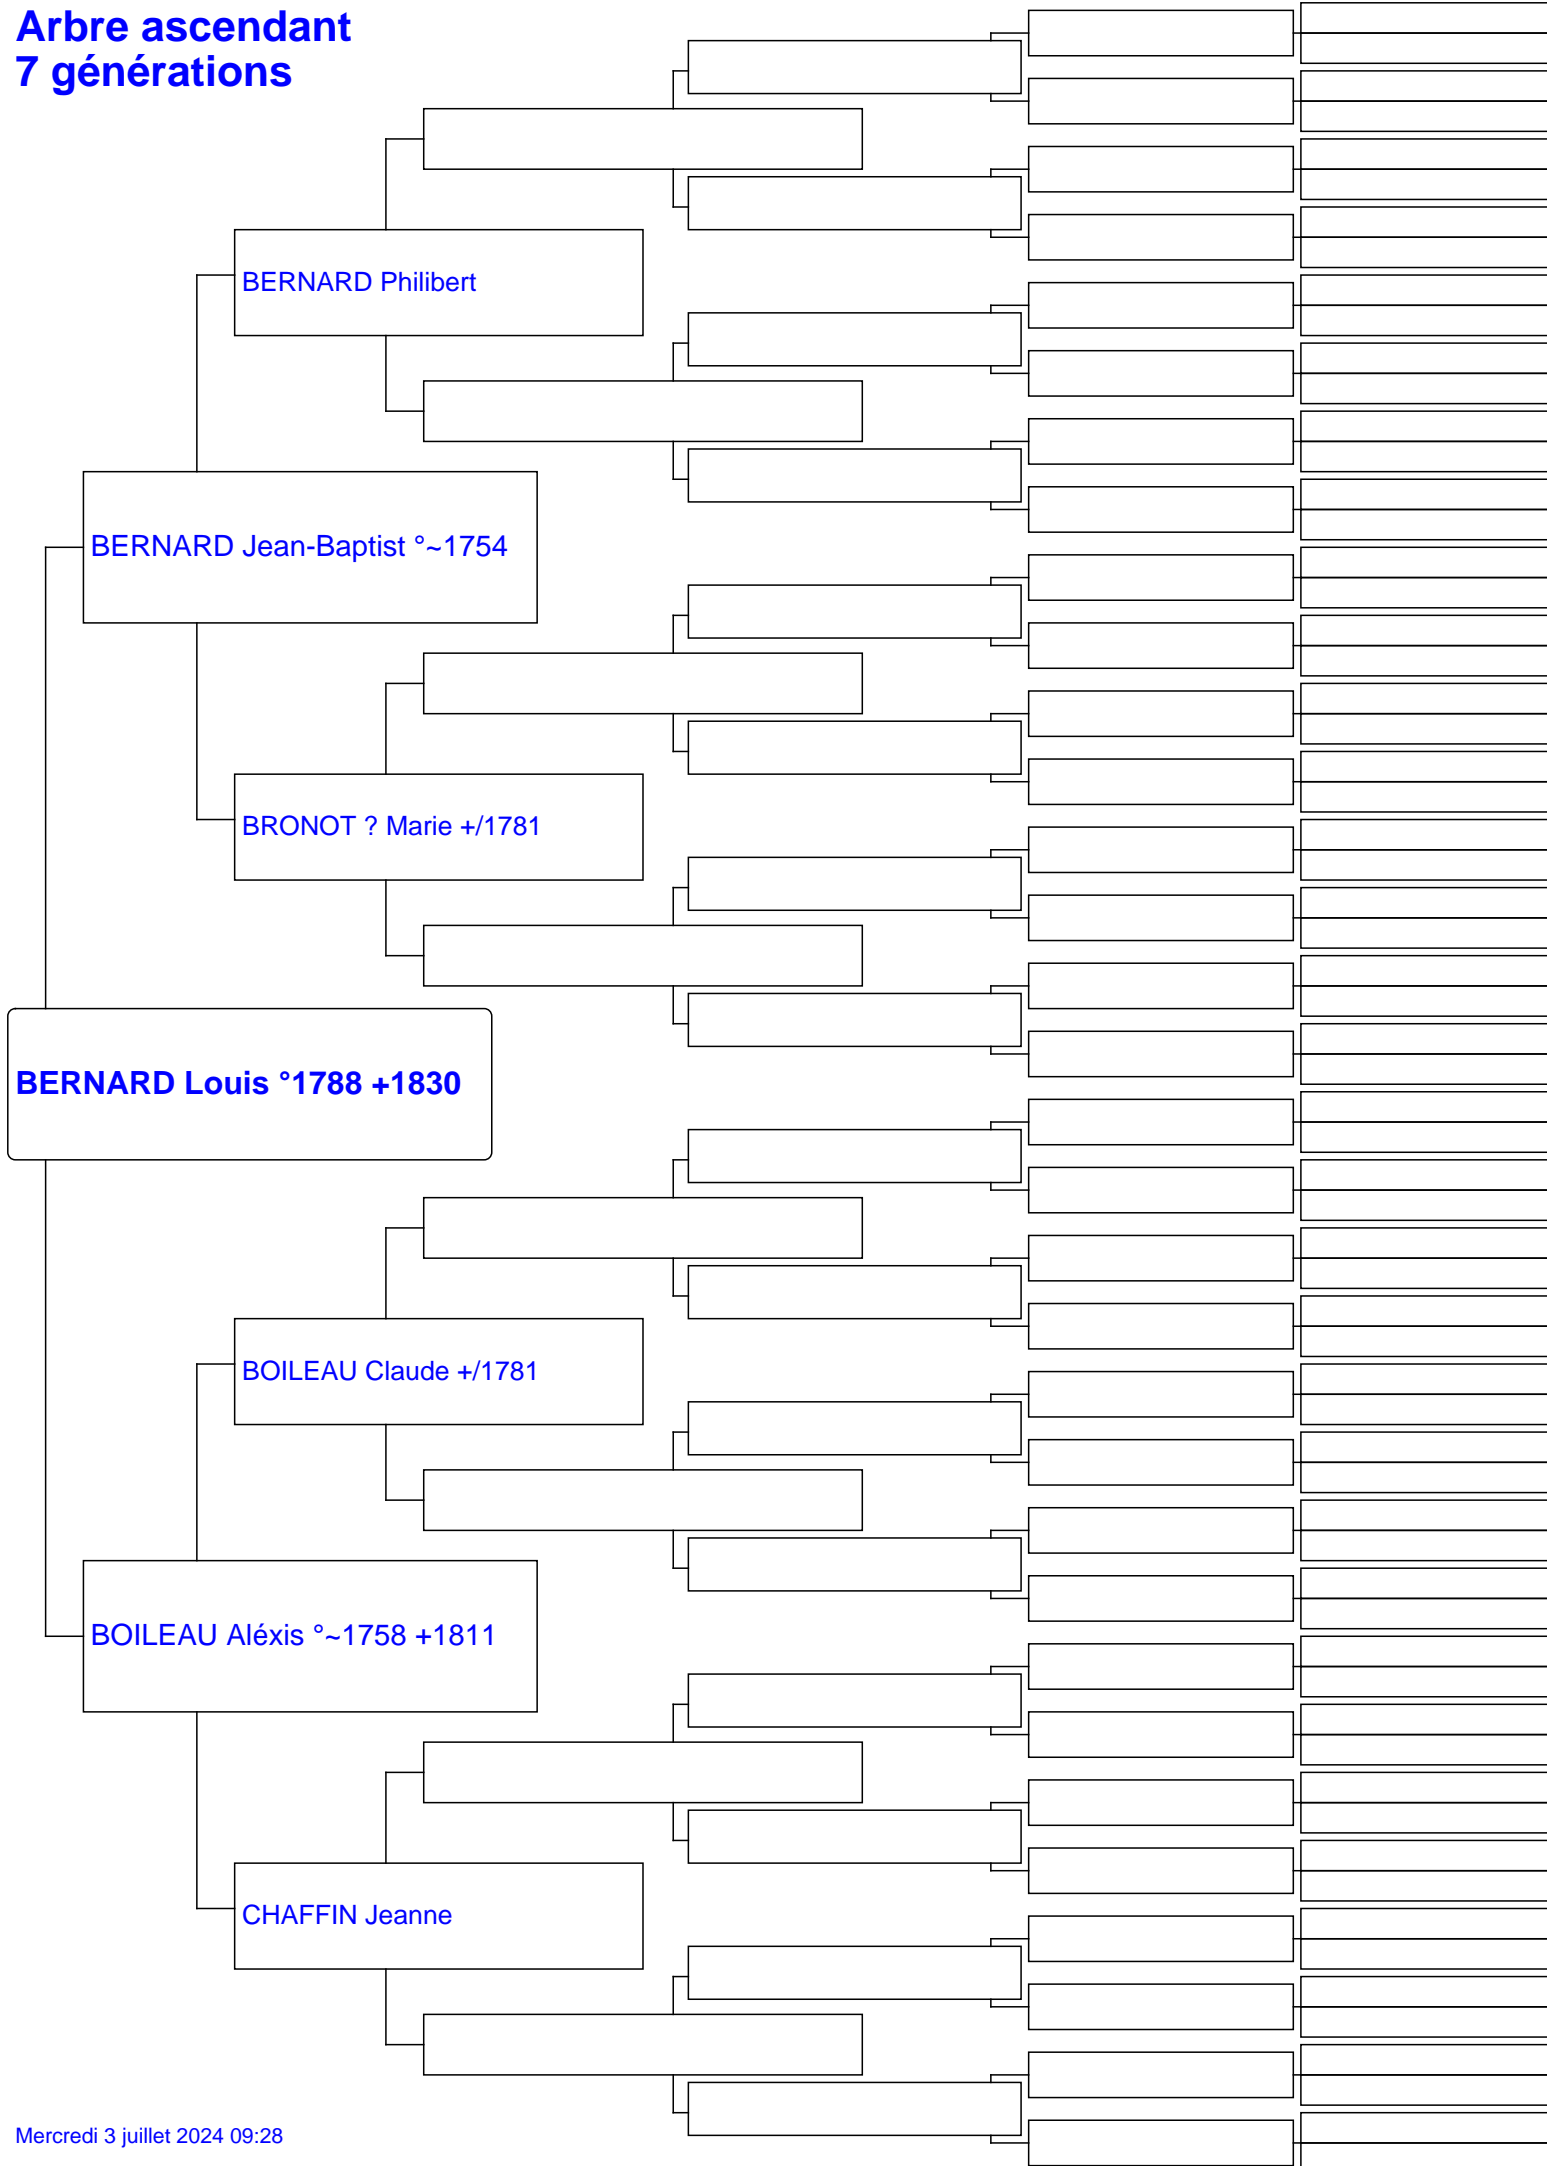 Arbre ascendant
7 générations
BERNARD Philibert
BERNARD Jean-Baptist °~1754
BRONOT ? Marie +/1781
BERNARD Louis °1788 +1830
BOILEAU Claude +/1781
BOILEAU Aléxis °~1758 +1811
CHAFFIN Jeanne
Mercredi 3 juillet 2024 09:28